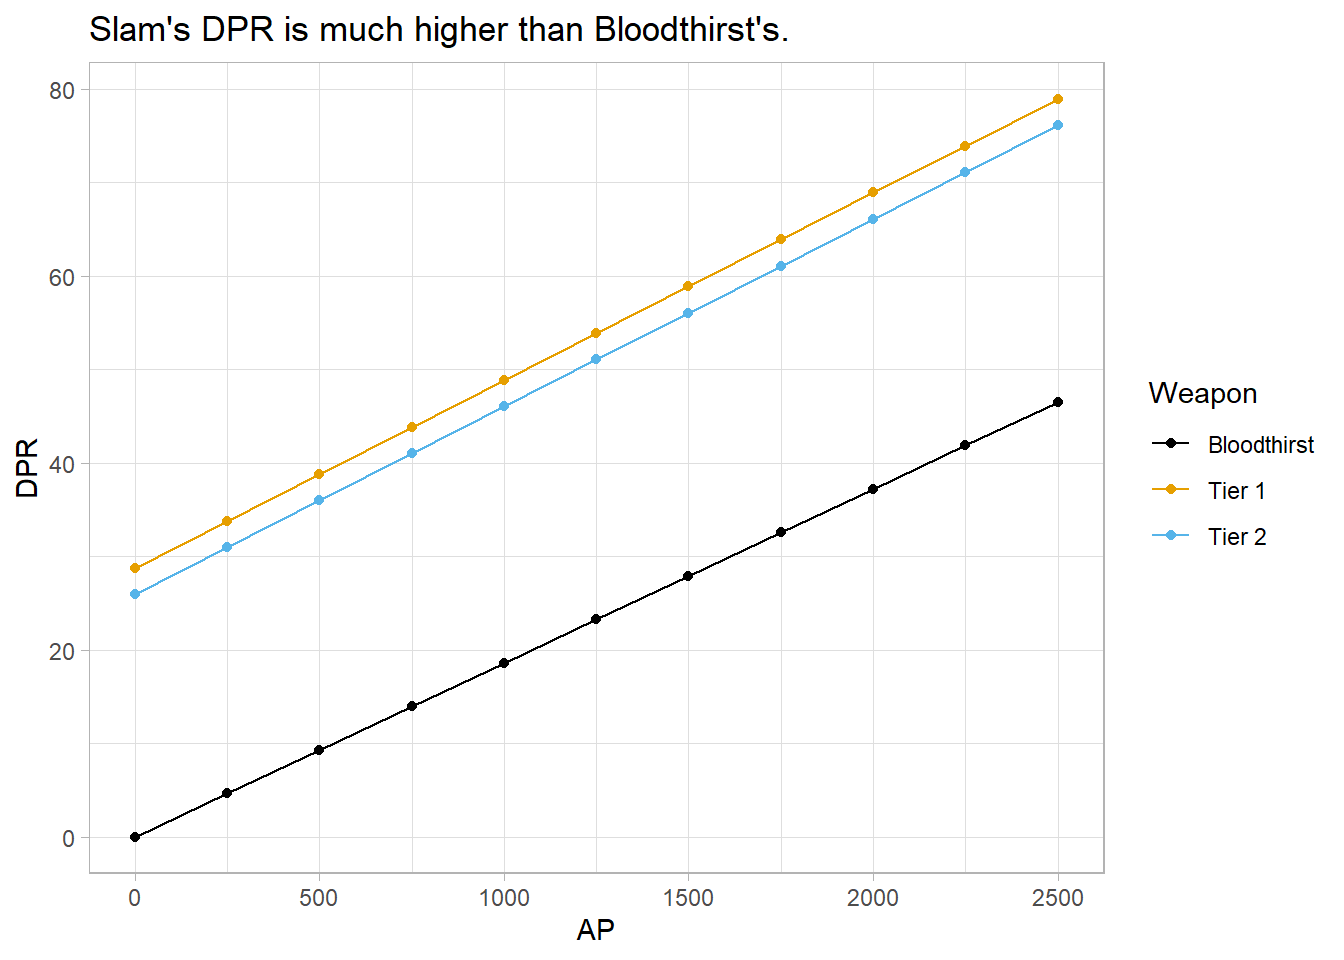 Slam's DPR is much higher than Bloodthirst's.
80
60
40
20
0
DPR
0 500 1000 1500 2000 2500
AP
Weapon
Bloodthirst
Tier 1
Tier 2